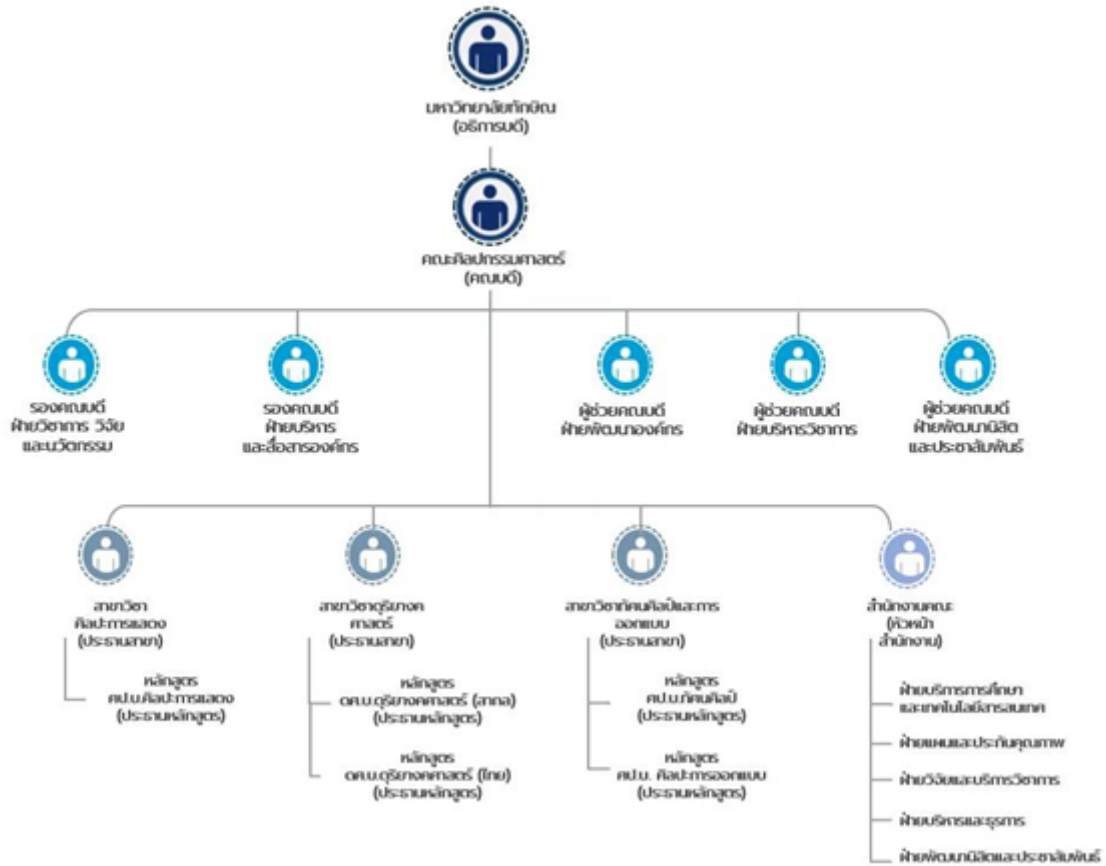 มหาวิทยาลัยทักษิณ
(อธิการบดี)
คณะศิลปกรรมศาสตร์
(คณบดี)
รองคณบดี
ฝ่ายวิชาการ วิจัย
และนวัตกรรม
รองคณบดี
ฝ่ายบริหาร
และสื่อสารองค์กร
ผู้ช่วยคณบดี
ฝ่ายพัฒนาองค์กร
ผู้ช่วยคณบดี
ฝ่ายบริหารวิชาการ
ผู้ช่วยคณบดี
ฝ่ายพัฒนานิสิต
และประชาสัมพันธ์
สาขาวิชา
ศิลปะการแสดง
(ประธานสาขา)
หลักสูตร
ศป.บ.ศิลปะการแสดง
(ประธานหลักสูตร)
สาขาวิชาดุริยางค
ศาสตร์
(ประธานสาขา)
หลักสูตร
ดศ.บ.ดุริยางคศาสตร์ (สากล)
(ประธานหลักสูตร)
หลักสูตร
ดศ.บ.ดุริยางคศาสตร์ (ไทย)
(ประธานหลักสูตร)
สาขาวิชาทัศนศิลป์และการ
ออกแบบ
(ประธานสาขา)
หลักสูตร
ศป.บ.ทัศนศิลป์
(ประธานหลักสูตร)
หลักสูตร
ศป.บ. ศิลปะการออกแบบ
(ประธานหลักสูตร)
สำนักงานคณะ
(หัวหน้า
สำนักงาน)
ฝ่ายบริการการศึกษา
และเทคโนโลยีสารสนเทศ
ฝ่ายแผนและประกันคุณภาพ
ฝ่ายวิจัยและบริการวิชาการ
ฝ่ายบริหารและธุรการ
ฝ่ายพัฒนานิสิตและประชาสัมพันธ์